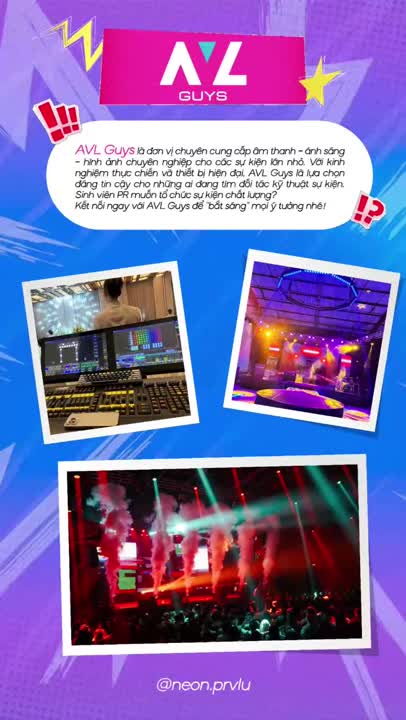 AVL
GUYS
!!!
AVL Guys là đơn vị chuyên cung cấp âm thanh - ánh sáng
- hình ảnh chuyên nghiệp cho các sự kiện lớn nhỏ. Với kinh
nghiệm thực chiến và thiết bị hiện đại, AVL Guys là lựa chọn
đáng tin cậy cho những ai đang tìm đối tác kỹ thuật sự kiện.
Sinh viên PR muốn tổ chức sự kiện chất lượng?
Kết nối ngay với AVL Guys để "bắt sáng" mọi ý tưởng nhé!
!?
@neon.prvlu